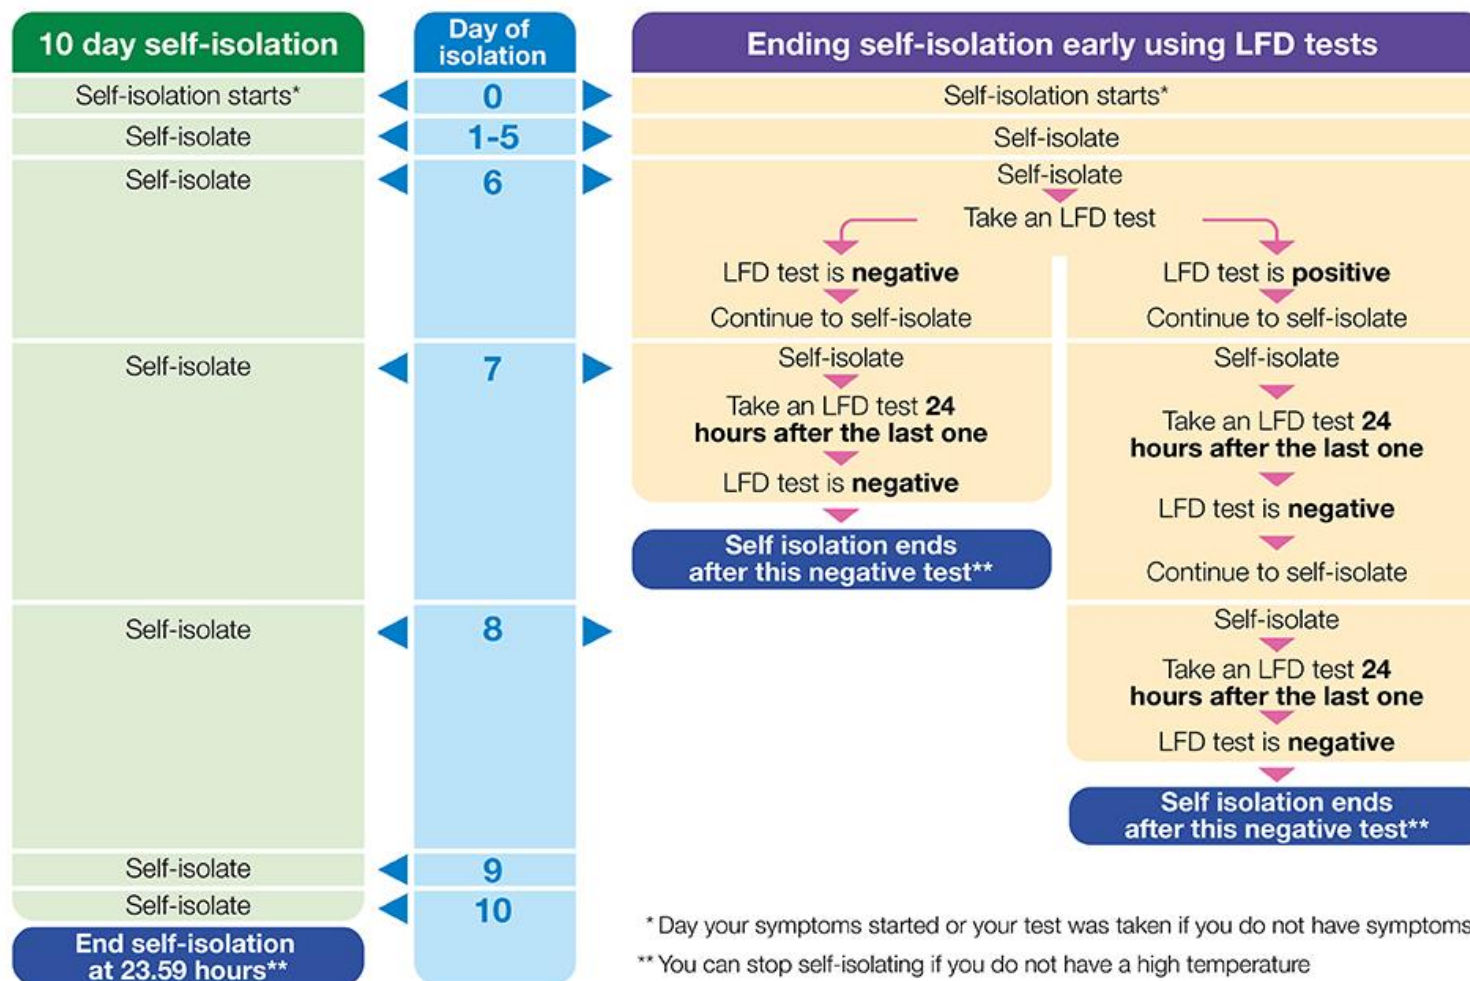 10 day self-isolation
Day of
isolation
Ending self-isolation early using LFD tests
Self-isolation starts*
0
Self-isolation starts*
Self-isolate
1-5
Self-isolate
Self-isolate
6
Self-isolate
Take an LFD test
LFD test is negative
LFD test is positive
Continue to self-isolate
Continue to self-isolate
Self-isolate
7
Self-isolate
Self-isolate
Take an LFD test 24
hours after the last one
Take an LFD test 24
hours after the last one
LFD test is negative
LFD test is negative
Self isolation ends
after this negative test**
Continue to self-isolate
Self-isolate
8
Self-isolate
Take an LFD test 24
hours after the last one
LFD test is negative
Self isolation ends
after this negative test**
Self-isolate
9
Self-isolate
10
End self-isolation
at 23.59 hours**
* Day your symptoms started or your test was taken if you do not have symptoms
** You can stop self-isolating if you do not have a high temperature